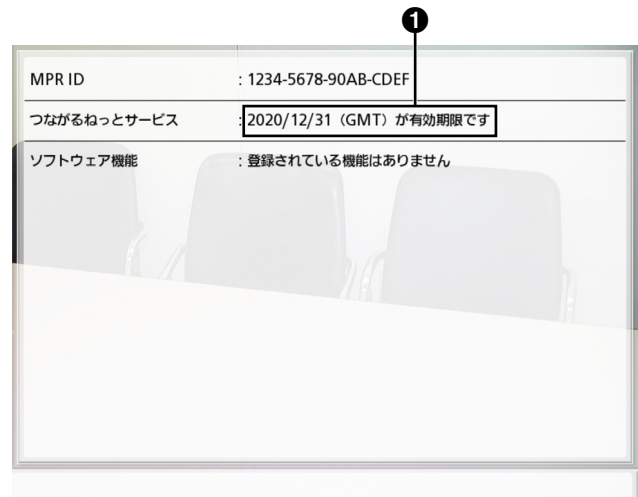 ❶
MPR ID : 1234-5678-90AB-CDEF
つながるねっとサービス : 2020/12/31（GMT）が有効期限です
ソフトウェア機能 : 登録されている機能はありません